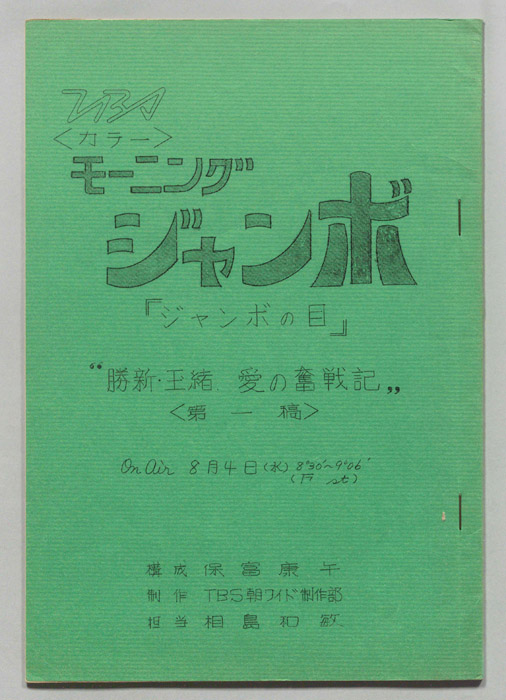 TBS
<カラー>
モーニング
ジャンボ
『ジャンボの目』
“勝新・玉緒 愛の奮戦記„
<第一稿>
On Air 8月4日(水) 8°30'~9°06'
(F st)
構成 保富康午
制作 TBS朝ワイド制作部
担当 相島和敏